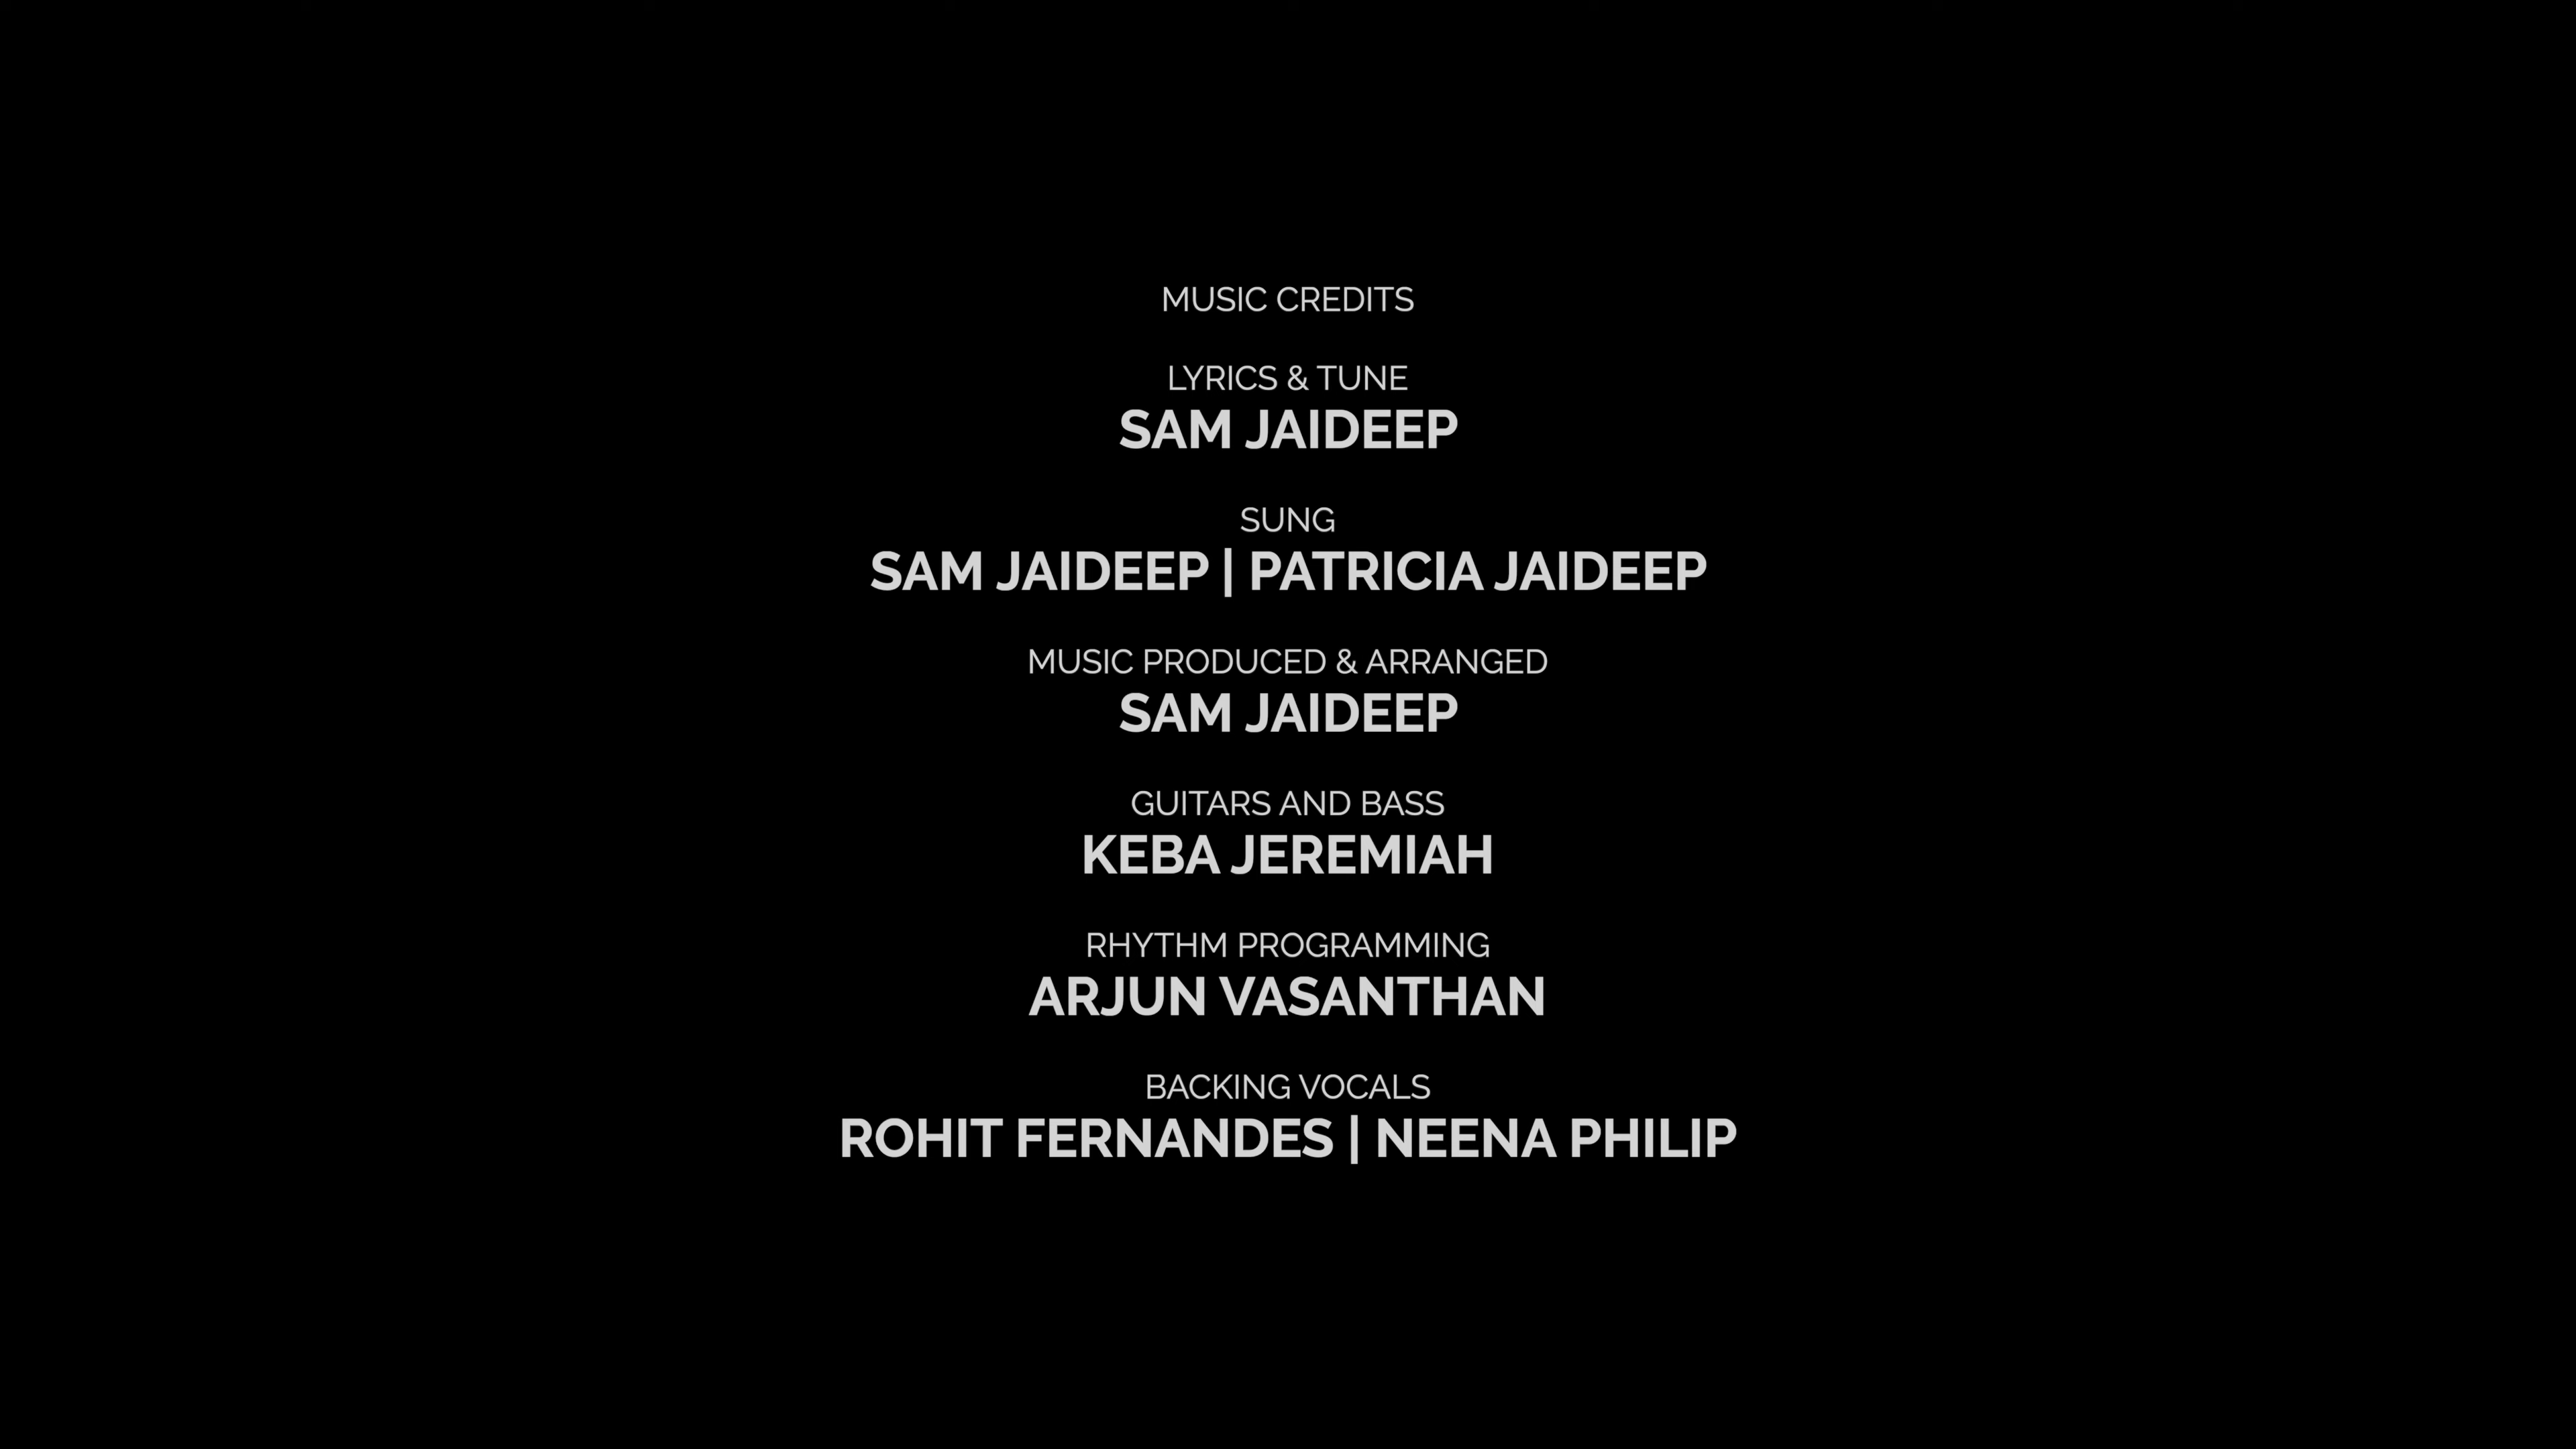 MUSIC CREDITS
LYRICS & TUNE
SAM JAIDEEP
SUNG
SAM JAIDEEP | PATRICIA JAIDEEP
MUSIC PRODUCED & ARRANGED
SAM JAIDEEP
GUITARS AND BASS
KEBA JEREMIAH
RHYTHM PROGRAMMING
ARJUN VASANTHAN
BACKING VOCALS
ROHIT FERNANDES | NEENA PHILIP